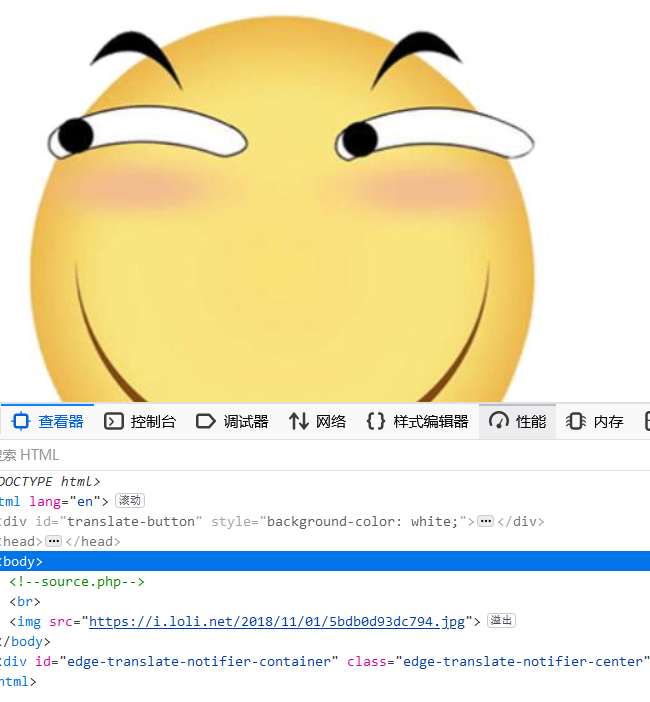 查看器 控制台 调试器 网络 样式编辑器 性能 内存
搜索 HTML
DOCTYPE html>
tml lang="en"> 滚动
<div id="translate-button" style="background-color: white;">⋯</div>
<head>⋯</head>
<body>
<!--source.php-->
<br>
<img src="https://i.loli.net/2018/11/01/5bdb0d93dc794.jpg"> 溢出
</body>
<div id="edge-translate-notifier-container" class="edge-translate-notifier-center"
html>